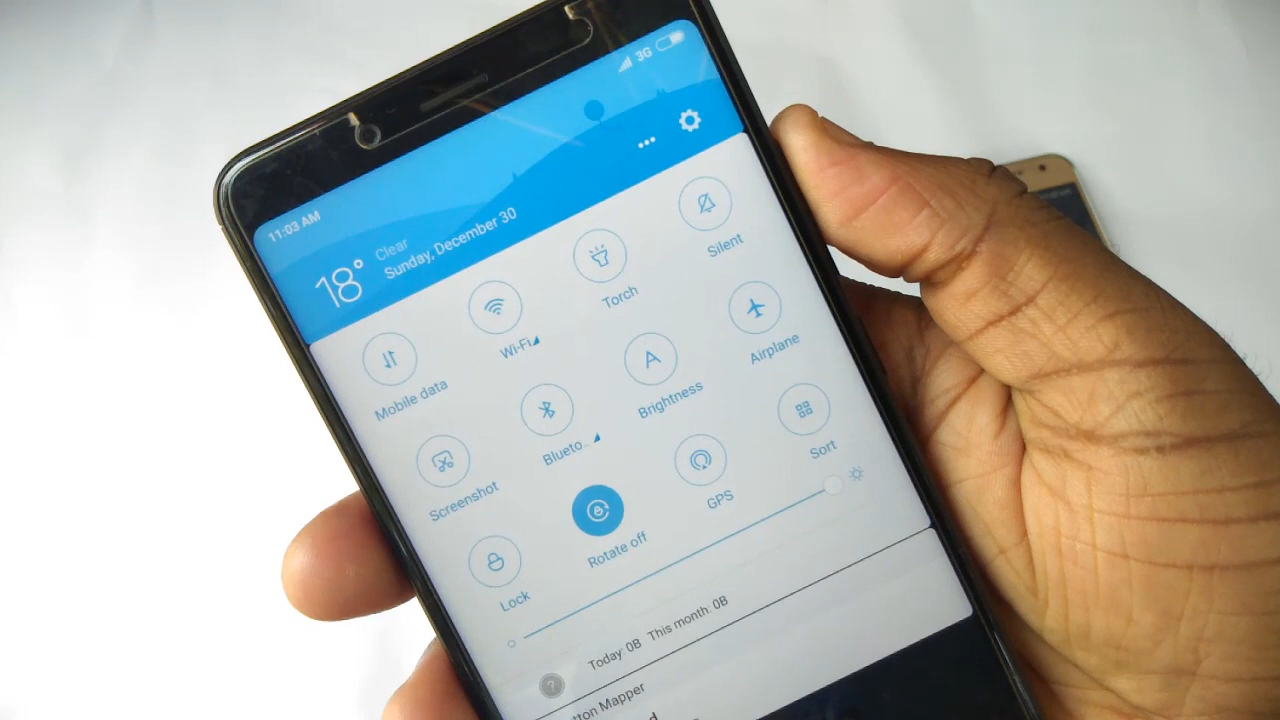 11:03 AM
3G
18°
Clear
Sunday, December 30
Mobile data
Wi-Fi
Torch
Silent
Screenshot
Blueto...
Brightness
Airplane
Lock
Rotate off
GPS
Sort
Today: 0B This month: 0B
tton Mapper